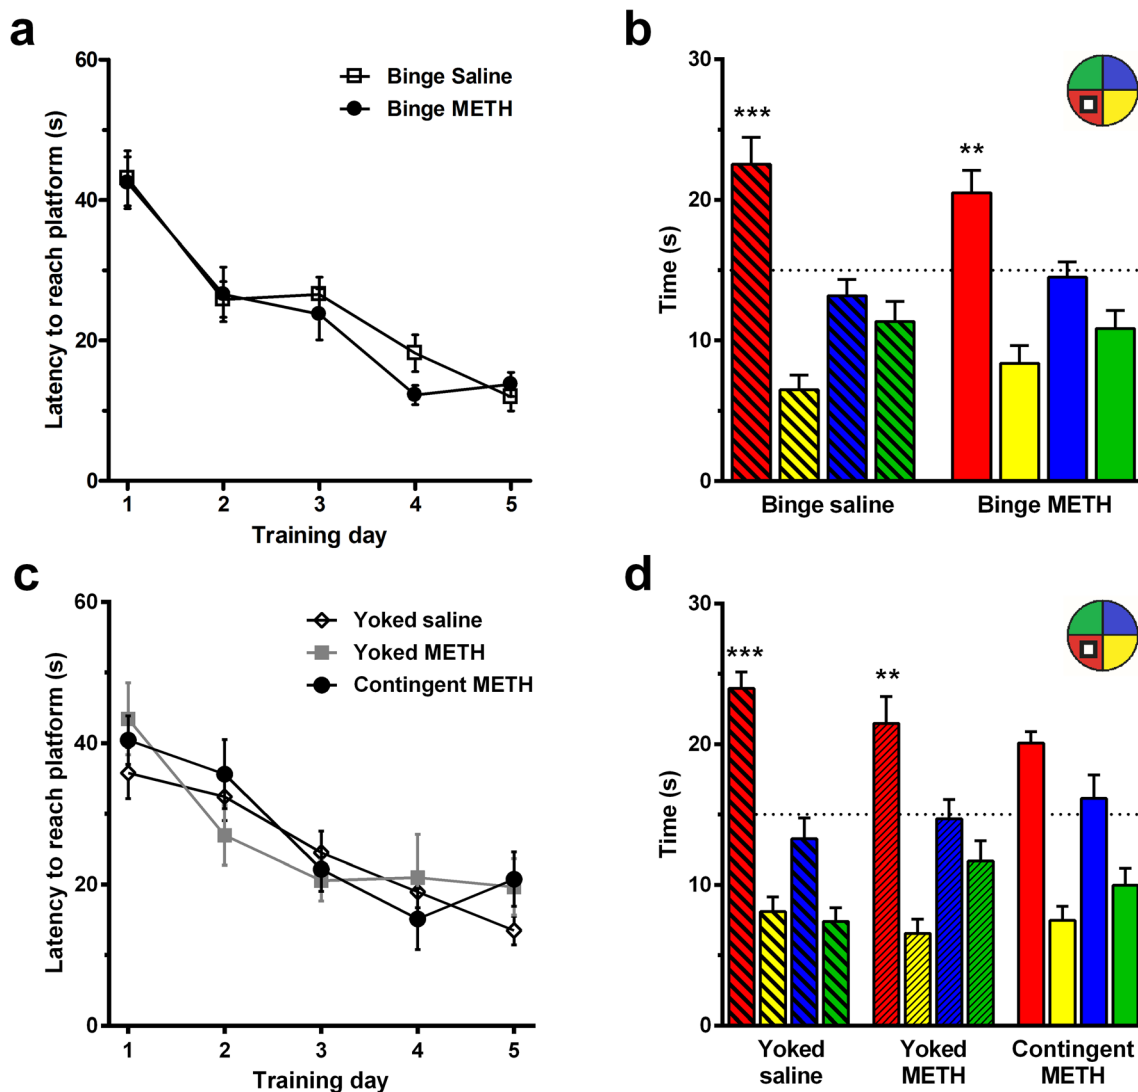 a
60
40
20
0
Latency to reach platform (s)
Binge Saline
Binge METH
1 2 3 4 5
Training day
b
30
20
10
0
Time (s)
***
**
Binge saline
Binge METH
c
60
40
20
0
Latency to reach platform (s)
Yoked saline
Yoked METH
Contingent METH
1 2 3 4 5
Training day
d
30
20
10
0
Time (s)
***
**
Yoked
saline
Yoked
METH
Contingent
METH